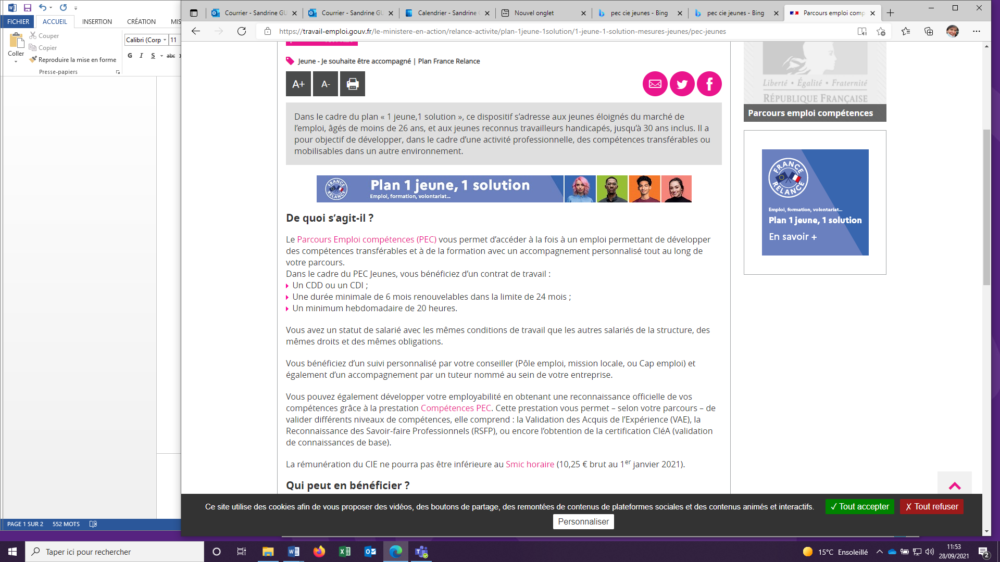 FICHIER
ACCUEIL
INSERTION
CRÉATION
MIS
Couper
Copier
Reproduire la mise en forme
Coller
Presse-papiers
Calibri (Corp
11
G I S abc
PAGE 1 SUR 2
552 MOTS
Courrier - Sandrine GU
Courrier - Sandrine GU
Calendrier - Sandrine
Nouvel onglet
pec cie jeunes - Bing
pec cie jeunes - Bing
Parcours emploi comp
https://travail-emploi.gouv.fr/le-ministere-en-action/relance-activite/plan-1jeune-1solution/1-jeune-1-solution-mesures-jeunes/pec-jeunes
Jeune - Je souhaite être accompagné | Plan France Relance
A+
A-
Dans le cadre du plan « 1 jeune,1 solution », ce dispositif s’adresse aux jeunes éloignés du marché de
l’emploi, âgés de moins de 26 ans, et aux jeunes reconnus travailleurs handicapés, jusqu’à 30 ans inclus. Il a
pour objectif de développer, dans le cadre d’une activité professionnelle, des compétences transférables ou
mobilisables dans un autre environnement.
FRANCE RELANCE
Plan 1 jeune, 1 solution
Emploi, formation, volontariat...
De quoi s’agit-il ?
Le Parcours Emploi compétences (PEC) vous permet d’accéder à la fois à un emploi permettant de développer
des compétences transférables et à de la formation avec un accompagnement personnalisé tout au long de
votre parcours.
Dans le cadre du PEC Jeunes, vous bénéficiez d’un contrat de travail :
Un CDD ou un CDI ;
Une durée minimale de 6 mois renouvelables dans la limite de 24 mois ;
Un minimum hebdomadaire de 20 heures.
Vous avez un statut de salarié avec les mêmes conditions de travail que les autres salariés de la structure, des
mêmes droits et des mêmes obligations.
Vous bénéficiez d’un suivi personnalisé par votre conseiller (Pôle emploi, mission locale, ou Cap emploi) et
également d’un accompagnement par un tuteur nommé au sein de votre entreprise.
Vous pouvez également développer votre employabilité en obtenant une reconnaissance officielle de vos
compétences grâce à la prestation Compétences PEC. Cette prestation vous permet – selon votre parcours – de
valider différents niveaux de compétences, elle comprend : la Validation des Acquis de l’Expérience (VAE), la
Reconnaissance des Savoir-faire Professionnels (RSFP), ou encore l’obtention de la certification CléA (validation
de connaissances de base).
La rémunération du CIE ne pourra pas être inférieure au Smic horaire (10,25 € brut au 1er janvier 2021).
Qui peut en bénéficier ?
Liberté • Égalité • Fraternité
RÉPUBLIQUE FRANÇAISE
Parcours emploi compétences
FRANCE RELANCE
Emploi, formation, volontariat...
Plan 1 jeune, 1 solution
En savoir +
Ce site utilise des cookies afin de vous proposer des vidéos, des boutons de partage, des remontées de contenus de plateformes sociales et des contenus animés et interactifs.
✓ Tout accepter
✗ Tout refuser
Personnaliser
Taper ici pour rechercher
15°C Ensoleillé
11:53
28/09/2021
2